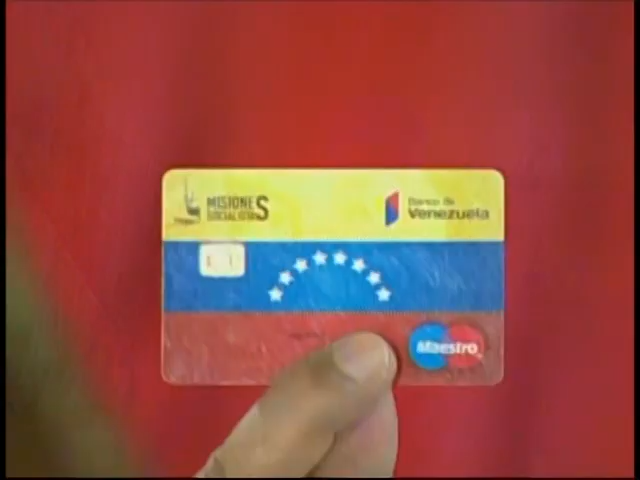 MISIONES
SOCIALISTAS
Banco de
Venezuela
Maestro